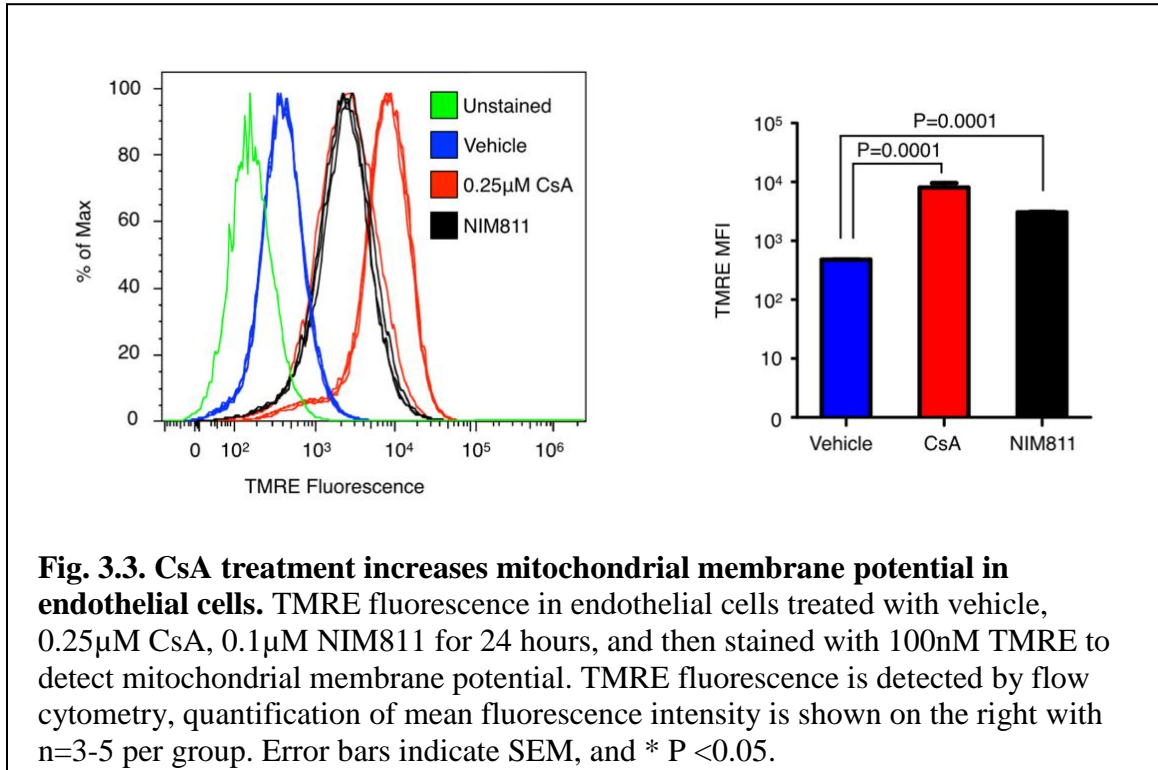 100
80
60
40
20
0
% of Max
Unstained
Vehicle
0.25µM CsA
NIM811
0 10² 10³ 10⁴ 10⁵ 10⁶
TMRE Fluorescence
P=0.0001
P=0.0001
10⁵
10⁴
10³
10²
10
0
TMRE MFI
Vehicle CsA NIM811
Fig. 3.3. CsA treatment increases mitochondrial membrane potential in
endothelial cells. TMRE fluorescence in endothelial cells treated with vehicle,
0.25µM CsA, 0.1µM NIM811 for 24 hours, and then stained with 100nM TMRE to
detect mitochondrial membrane potential. TMRE fluorescence is detected by flow
cytometry, quantification of mean fluorescence intensity is shown on the right with
n=3-5 per group. Error bars indicate SEM, and * P <0.05.